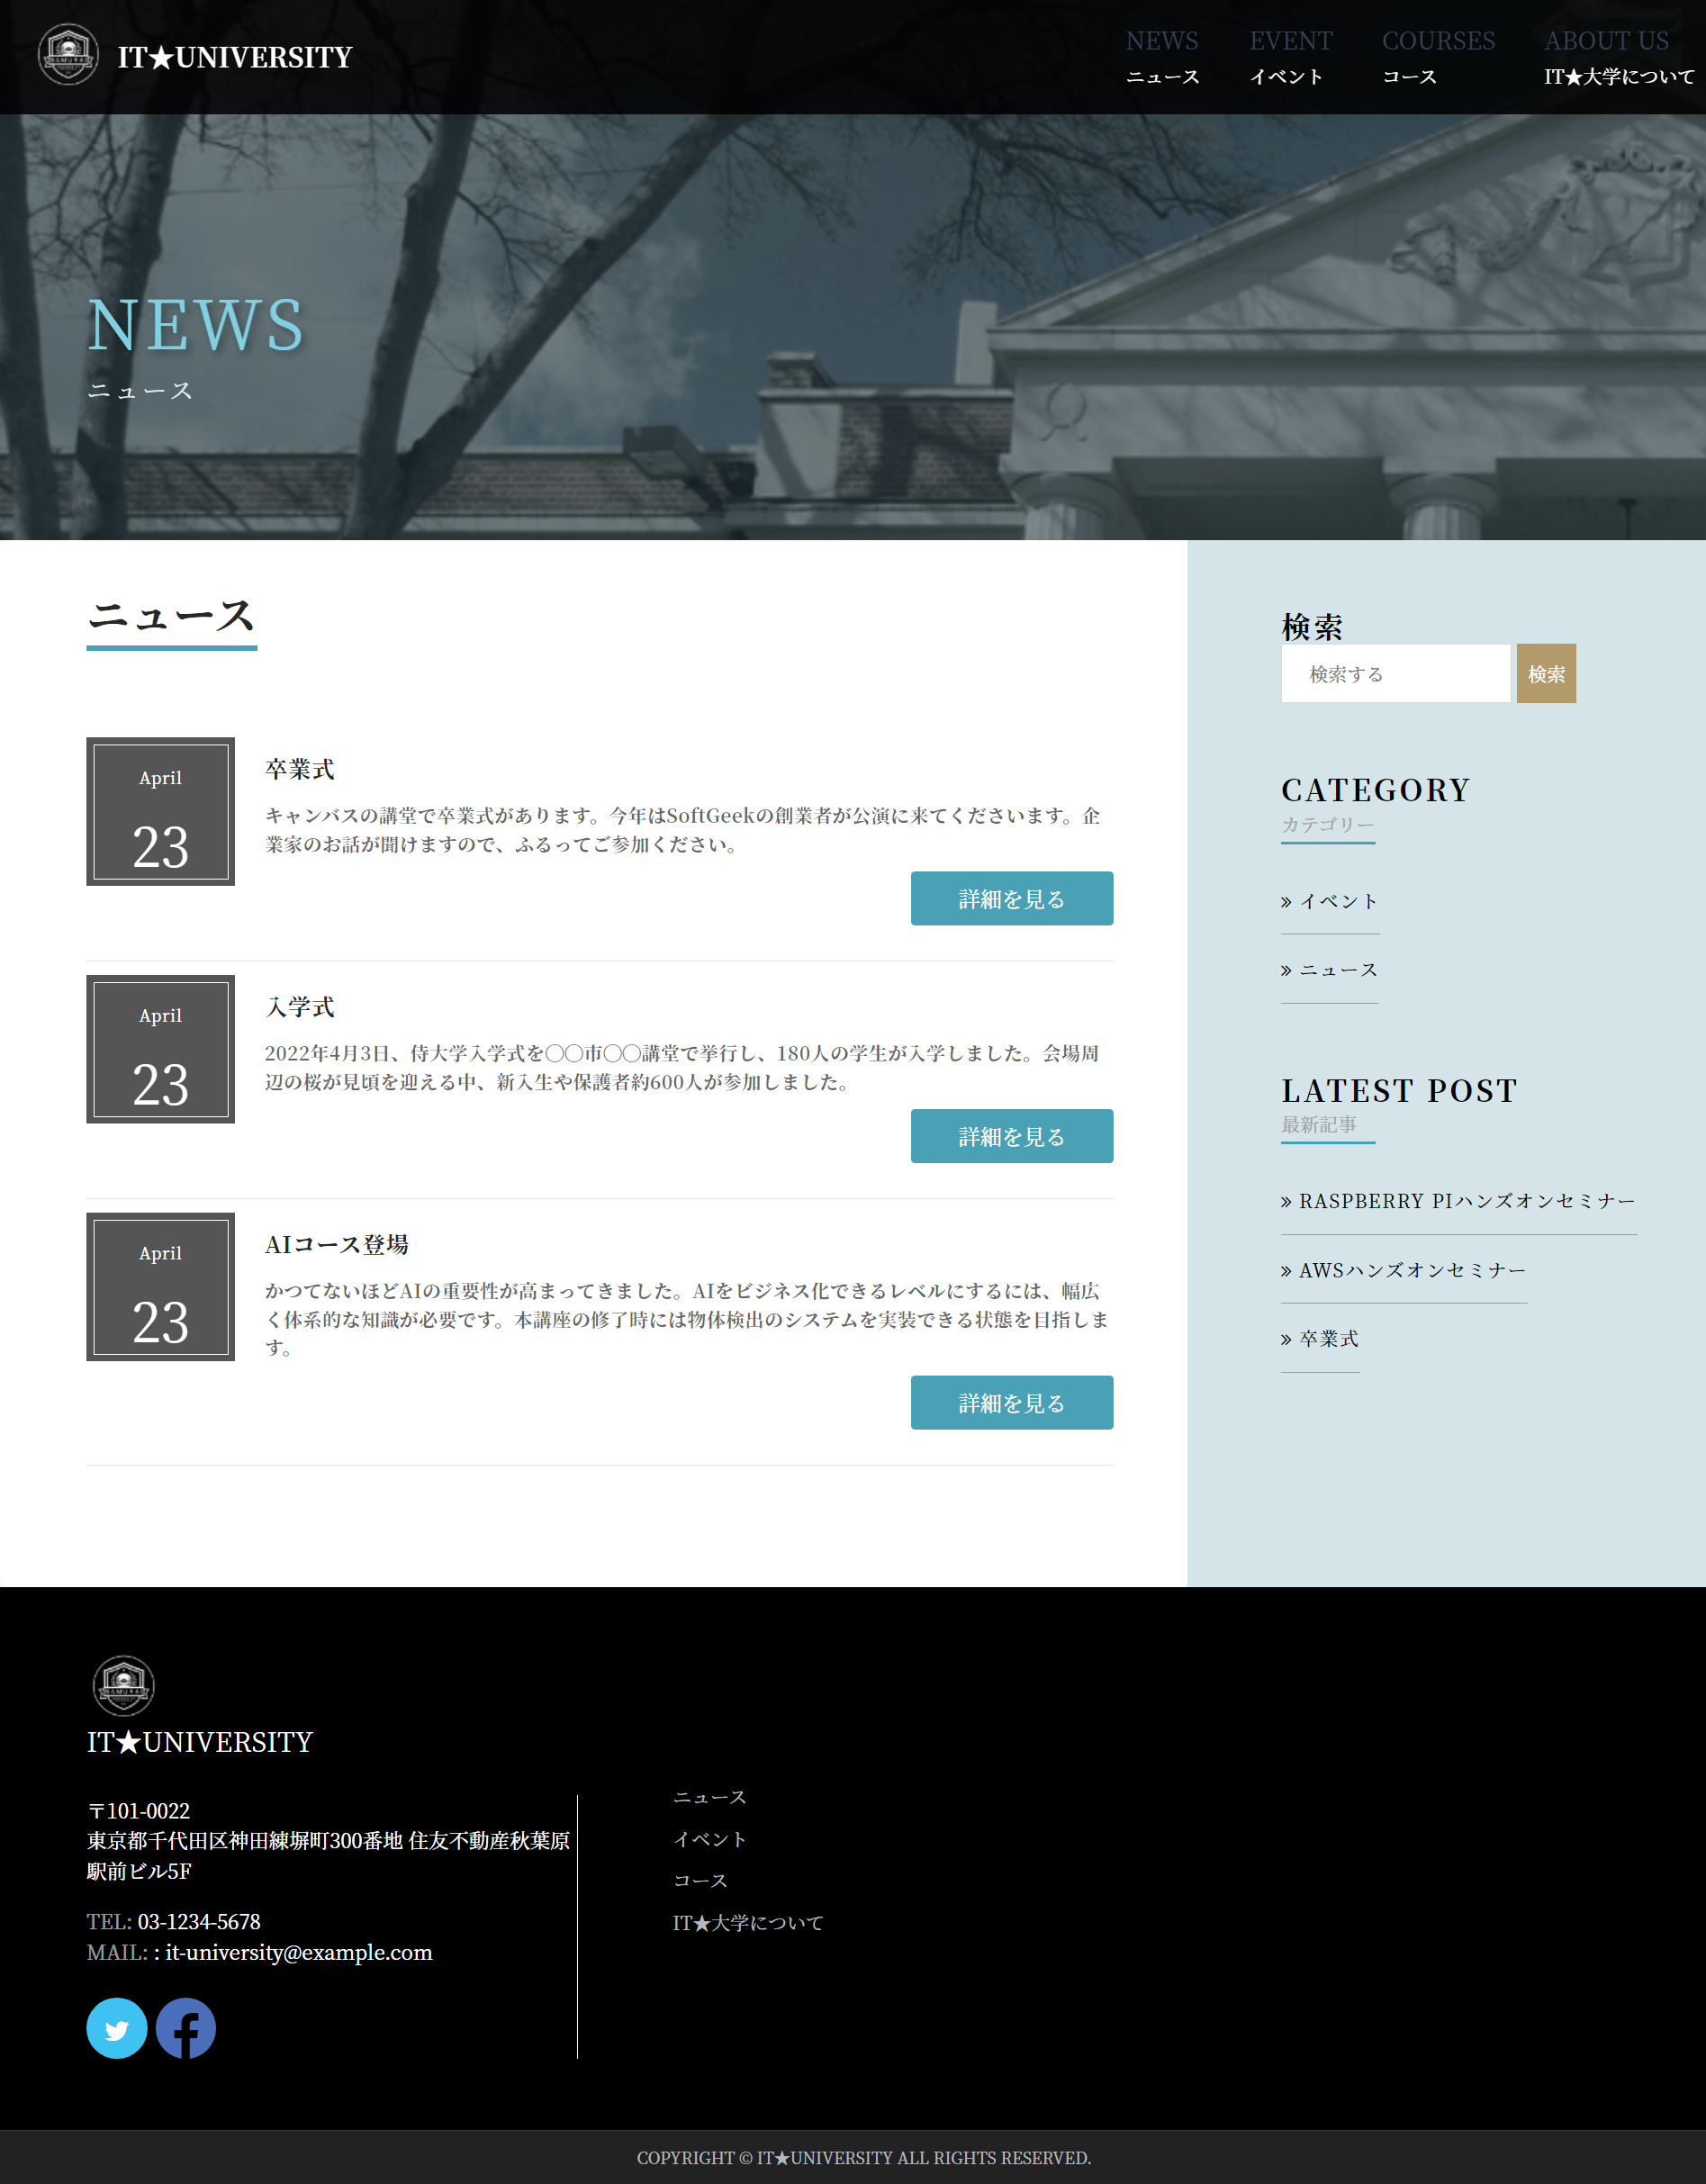 IT★UNIVERSITY
NEWS
ニュース
EVENT
イベント
COURSES
コース
ABOUT US
IT★大学について
NEWS
ニュース
ニュース
April
23
卒業式
キャンバスの講堂で卒業式があります。今年はSoftGeekの創業者が公演に来てくださいます。企
業家のお話が聞けますので、ふるってご参加ください。
詳細を見る
April
23
入学式
2022年4月3日、侍大学入学式を〇〇市〇〇講堂で挙行し、180人の学生が入学しました。会場周
辺の桜が見頃を迎える中、新入生や保護者約600人が参加しました。
詳細を見る
April
23
AIコース登場
かつてないほどAIの重要性が高まってきました。AIをビジネス化できるレベルにするには、幅広
く体系的な知識が必要です。本講座の修了時には物体検出のシステムを実装できる状態を目指しま
す。
詳細を見る
検索
検索する
検索
CATEGORY
カテゴリー
» イベント
» ニュース
LATEST POST
最新記事
» RASPBERRY PIハンズオンセミナー
» AWSハンズオンセミナー
» 卒業式
SAMURAI
IT★UNIVERSITY
〒101-0022
東京都千代田区神田練塀町300番地 住友不動産秋葉原
駅前ビル5F
TEL: 03-1234-5678
MAIL: : it-university@example.com
ニュース
イベント
コース
IT★大学について
COPYRIGHT © IT★UNIVERSITY ALL RIGHTS RESERVED.